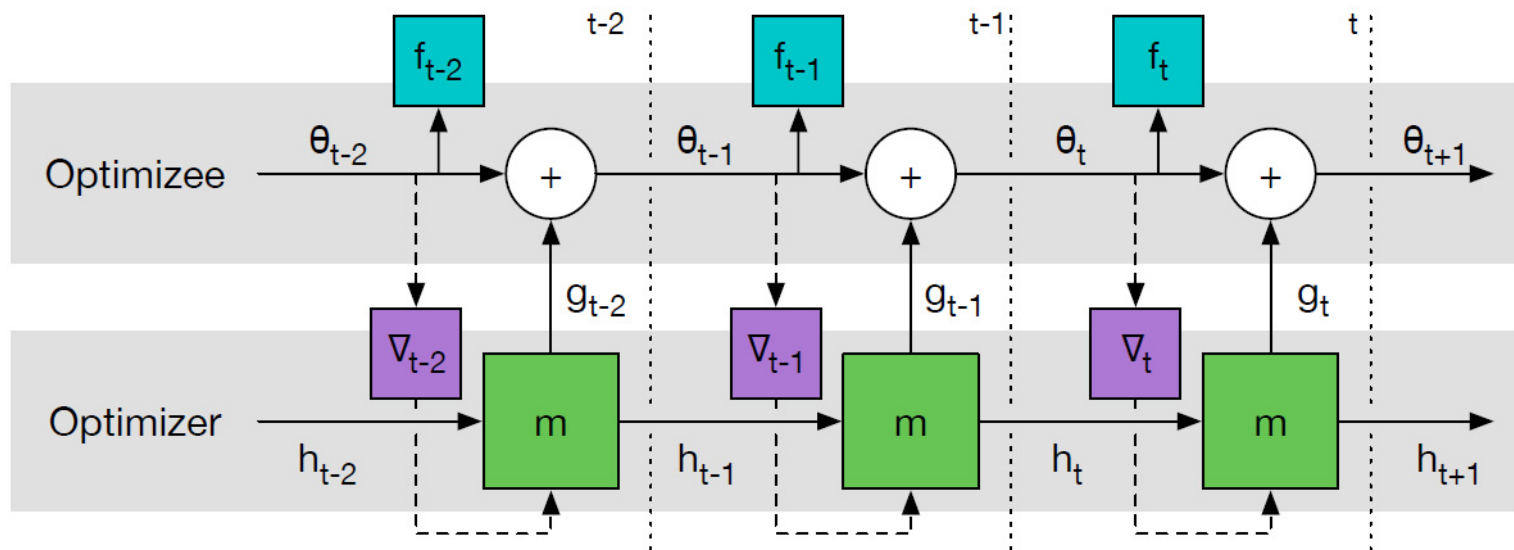 t-2 t-1 t
f_{t-2} f_{t-1} f_t
θ_{t-2} θ_{t-1} θ_t θ_{t+1}
Optimizee + + +
g_{t-2} g_{t-1} g_t
∇_{t-2} ∇_{t-1} ∇_t
Optimizer m m m
h_{t-2} h_{t-1} h_t h_{t+1}